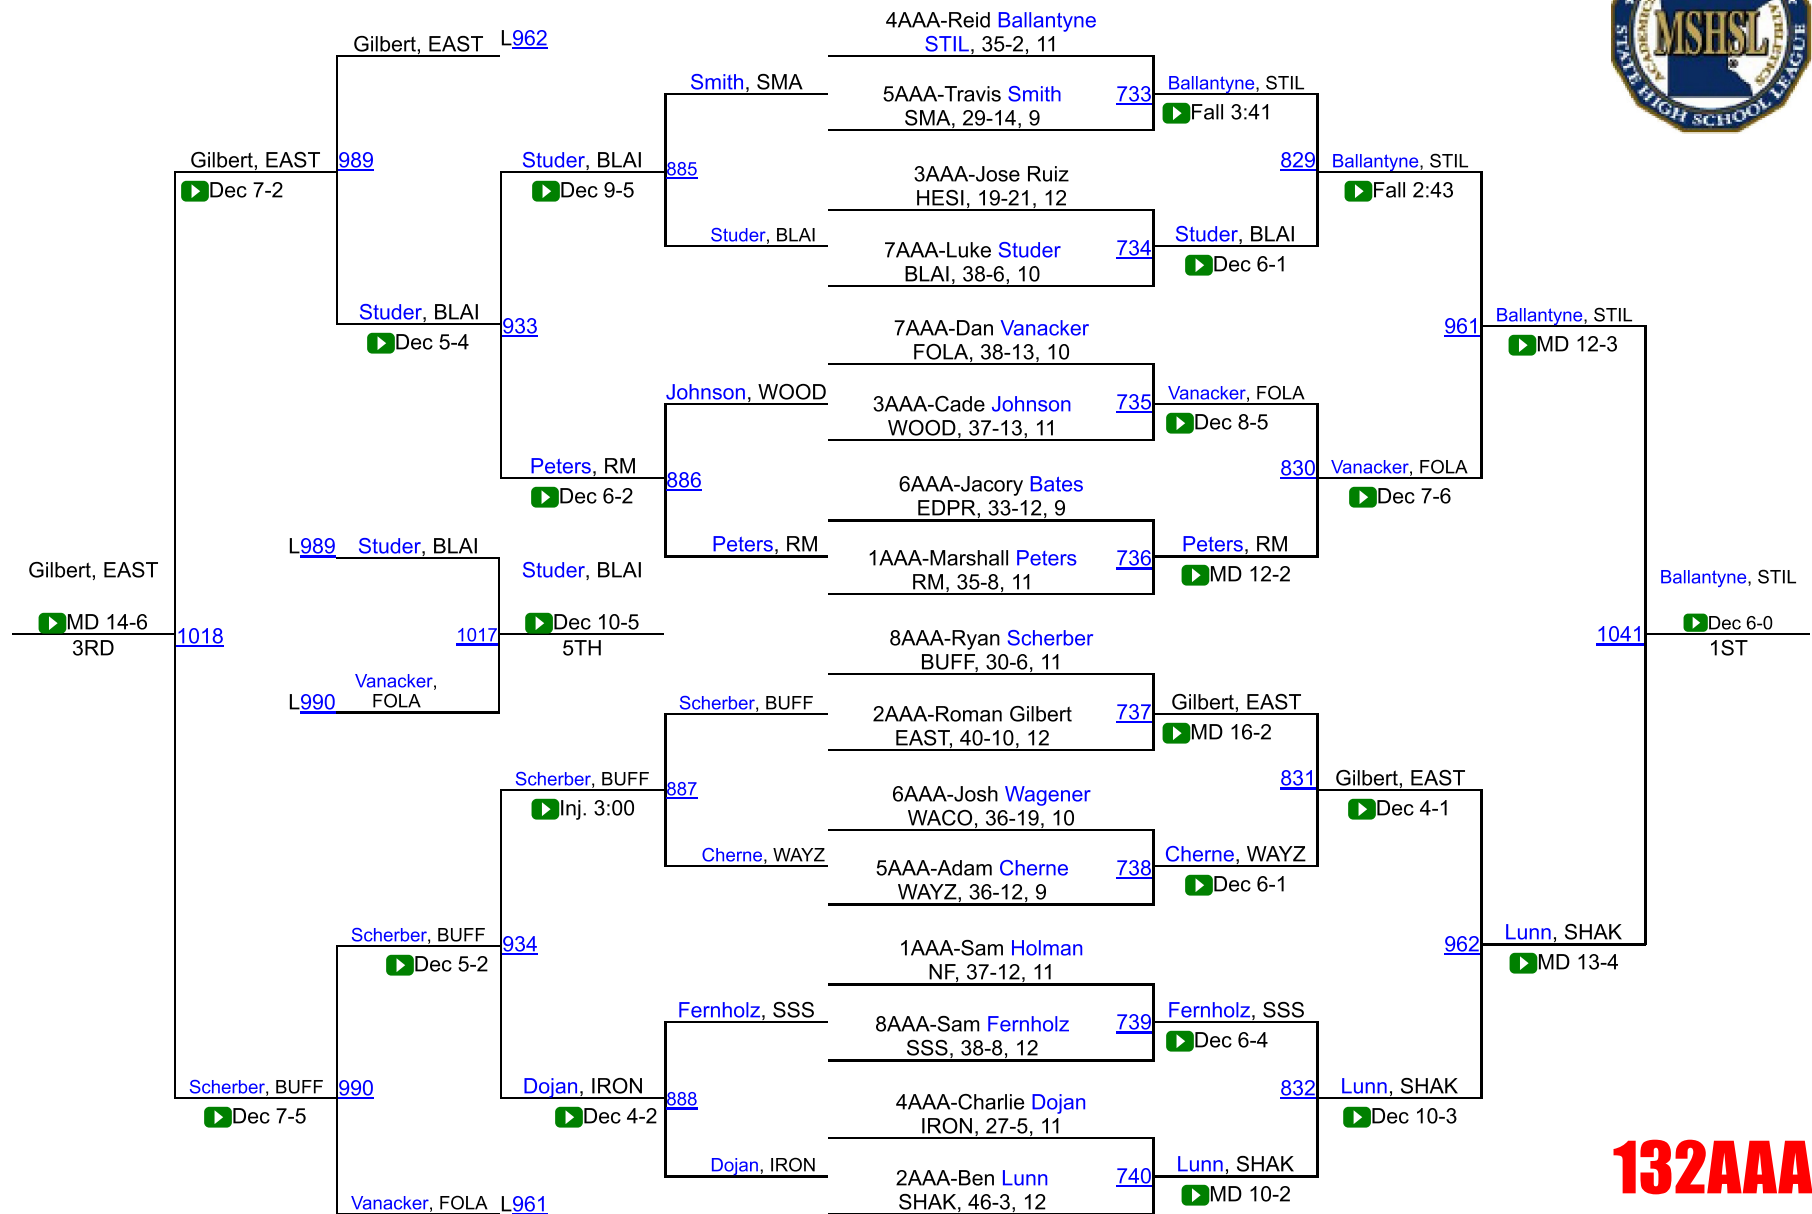 Gilbert, EAST L962
Gilbert, EAST 989
Dec 7-2
Studer, BLAI
Dec 5-4
Studer, BLAI
Dec 9-5
933
Peters, RM
Dec 6-2
Smith, SMA
885
Studer, BLAI
Johnson, WOOD
886
Peters, RM
L989 Studer, BLAI
L990 Vanacker,
FOLA
1017
Studer, BLAI
Dec 10-5
5TH
Gilbert, EAST
MD 14-6
3RD
1018
Scherber, BUFF
887
Cherne, WAYZ
Scherber, BUFF
Inj. 3:00
Scherber, BUFF
Dec 5-2
934
Fernholz, SSS
Dojan, IRON
Dec 4-2
888
Dojan, IRON
Scherber, BUFF
Dec 7-5
990
Vanacker, FOLA L961
4AAA-Reid Ballantyne
STIL, 35-2, 11
5AAA-Travis Smith
SMA, 29-14, 9
733
3AAA-Jose Ruiz
HESI, 19-21, 12
7AAA-Luke Studer
BLAI, 38-6, 10
734
7AAA-Dan Vanacker
FOLA, 38-13, 10
3AAA-Cade Johnson
WOOD, 37-13, 11
735
6AAA-Jacory Bates
EDPR, 33-12, 9
1AAA-Marshall Peters
RM, 35-8, 11
736
8AAA-Ryan Scherber
BUFF, 30-6, 11
2AAA-Roman Gilbert
EAST, 40-10, 12
737
6AAA-Josh Wagener
WACO, 36-19, 10
5AAA-Adam Cherne
WAYZ, 36-12, 9
738
1AAA-Sam Holman
NF, 37-12, 11
8AAA-Sam Fernholz
SSS, 38-8, 12
739
4AAA-Charlie Dojan
IRON, 27-5, 11
2AAA-Ben Lunn
SHAK, 46-3, 12
740
Ballantyne, STIL
Fall 3:41
829
Studer, BLAI
Dec 6-1
Vanacker, FOLA
Dec 8-5
830
Peters, RM
MD 12-2
Gilbert, EAST
MD 16-2
831
Cherne, WAYZ
Dec 6-1
Fernholz, SSS
Dec 6-4
832
Lunn, SHAK
MD 10-2
Ballantyne, STIL
Fall 2:43
961
Vanacker, FOLA
Dec 7-6
Gilbert, EAST
Dec 4-1
962
Lunn, SHAK
Dec 10-3
Ballantyne, STIL
MD 12-3
Lunn, SHAK
MD 13-4
1041
Ballantyne, STIL
Dec 6-0
1ST
MSHSL
ATHLETICS
STATE HIGH SCHOOL LEAGUE
132AAA